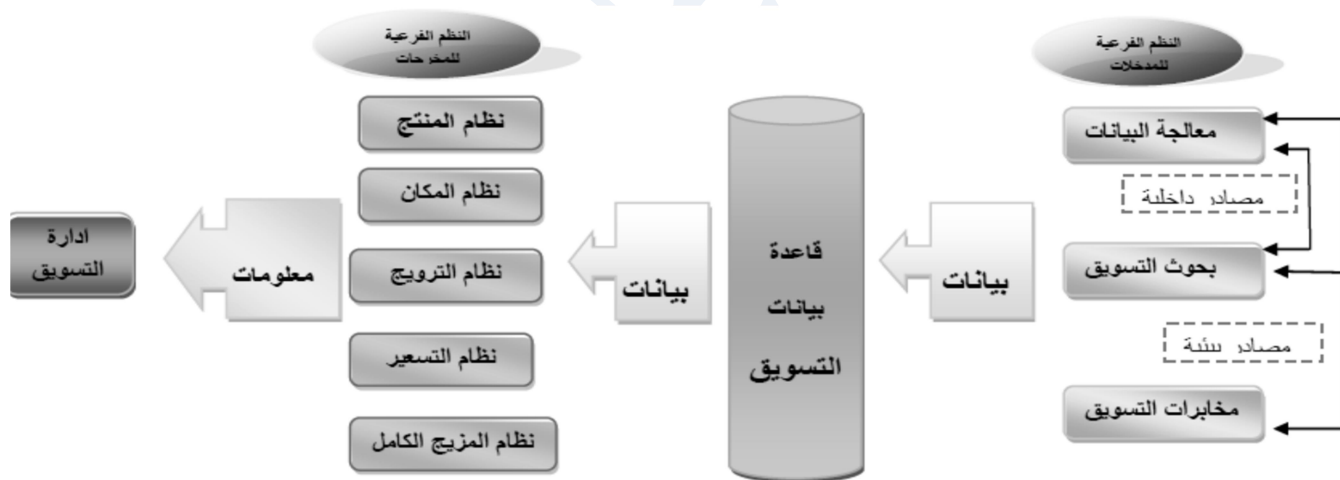 النظم الفرعية
للمدخلات
معالجة البيانات
مصادر داخلية
بحوث التسويق
مصادر بيئية
مخابرات التسويق
بيانات
قاعدة
بيانات
التسويق
بيانات
النظم الفرعية
للمخرجات
نظام المنتج
نظام المكان
نظام الترويج
نظام التسعير
نظام المزيج الكامل
معلومات
ادارة
التسويق